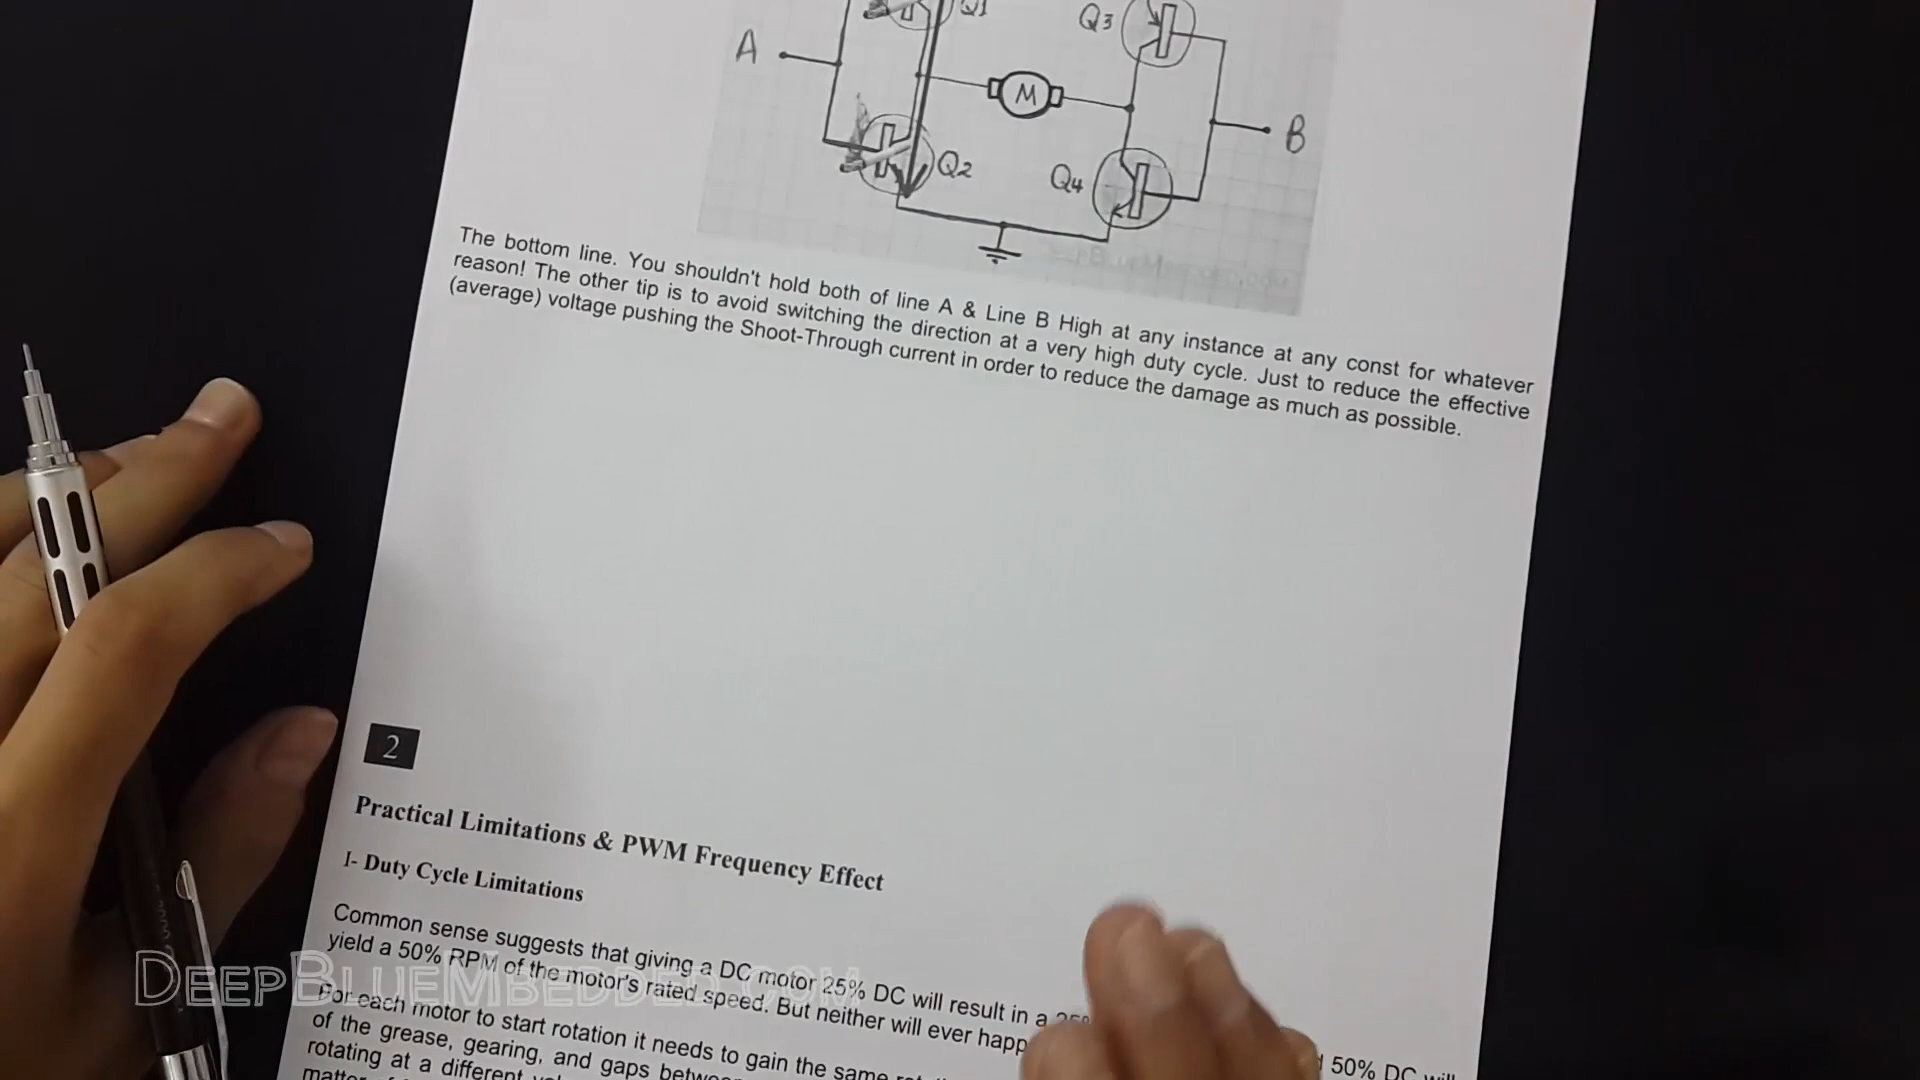 Q1
Q3
A
M
B
Q2
Q4
The bottom line. You shouldn't hold both of line A & Line B High at any instance at any const for whatever
reason! The other tip is to avoid switching the direction at a very high duty cycle. Just to reduce the effective
(average) voltage pushing the Shoot-Through current in order to reduce the damage as much as possible.
2
Practical Limitations & PWM Frequency Effect
I- Duty Cycle Limitations
Common sense suggests that giving a DC motor 25% DC will result in a
50% DC will
yield a 50% RPM of the motor's rated speed. But neither will ever
For each motor to start rotation it needs to gain the same
of the grease, gearing, and gaps
rotating at a different
DeepBlueMbedded.com